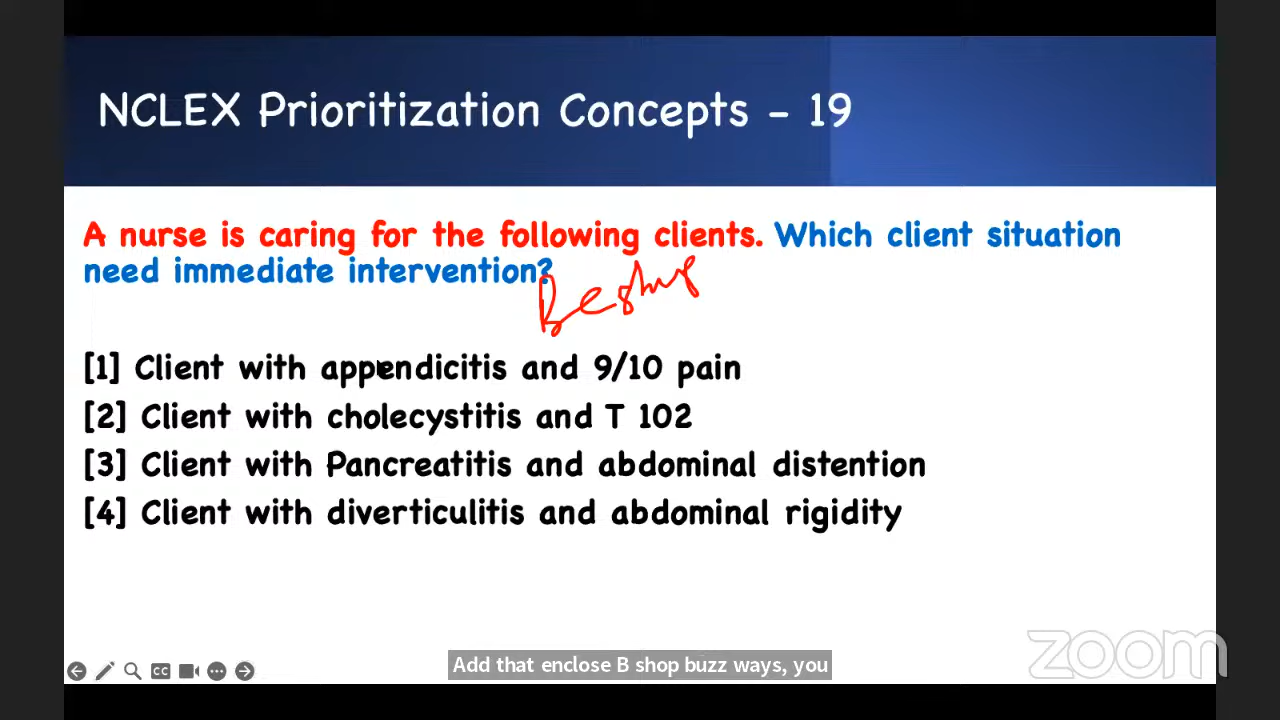 NCLEX Prioritization Concepts - 19
A nurse is caring for the following clients. Which client situation
need immediate intervention?
[1] Client with appendicitis and 9/10 pain
[2] Client with cholecystitis and T 102
[3] Client with Pancreatitis and abdominal distention
[4] Client with diverticulitis and abdominal rigidity
CC
Add that enclose B shop buzz ways, you
zoom